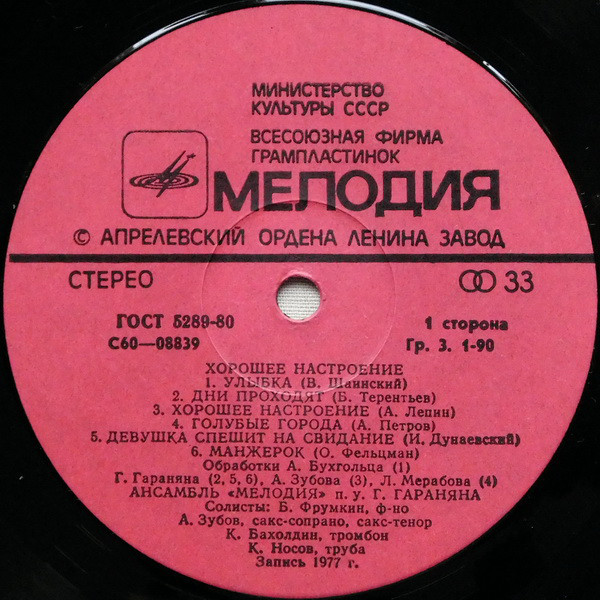 МИНИСТЕРСТВО
КУЛЬТУРЫ СССР
ВСЕСОЮЗНАЯ ФИРМА
ГРАМПЛАСТИНОК
МЕЛОДИЯ
© АПРЕЛЕВСКИЙ ОРДЕНА ЛЕНИНА ЗАВОД
СТЕРЕО 33
ГОСТ 5289-80 1 сторона
С60—08839 Гр. 3. 1-90
ХОРОШЕЕ НАСТРОЕНИЕ
1. УЛЫБКА (В. Шаинский)
2. ДНИ ПРОХОДЯТ (Б. Терентьев)
3. ХОРОШЕЕ НАСТРОЕНИЕ (А. Лепин)
4. ГОЛУБЫЕ ГОРОДА (А. Петров)
5. ДЕВУШКА СПЕШИТ НА СВИДАНИЕ (И. Дунаевский)
6. МАНЖЕРОК (О. Фельцман)
Обработки А. Бухгольца (1)
Г. Гараняна (2, 5, 6), А. Зубова (3), Л. Мерабова (4)
АНСАМБЛЬ «МЕЛОДИЯ» п. у. Г. ГАРАНЯНА
Солисты: Б. Фрумкин, ф-но
А. Зубов, сакс-сопрано, сакс-тенор
К. Бахолдин, тромбон
К. Носов, труба
Запись 1977 г.